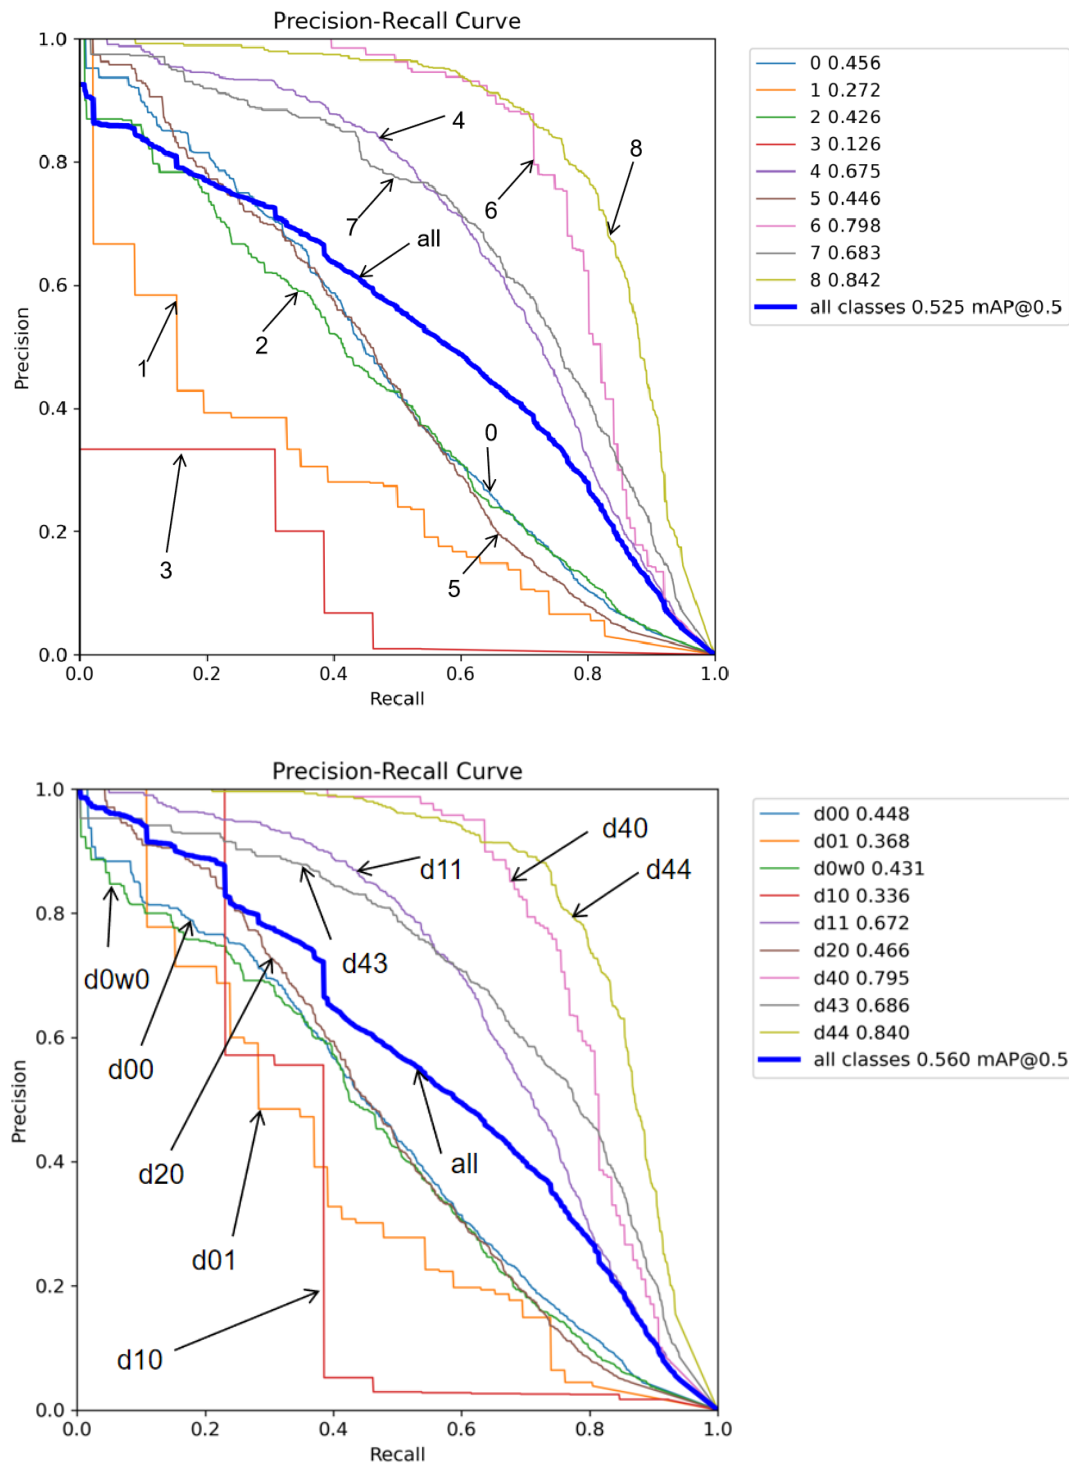 Precision-Recall Curve
1.0
0.8
0.6
0.4
0.2
0.0
Precision
0.0
0.2
0.4
0.6
0.8
1.0
Recall
4
8
6
7
all
2
1
0
3
5
0 0.456
1 0.272
2 0.426
3 0.126
4 0.675
5 0.446
6 0.798
7 0.683
8 0.842
all classes 0.525 mAP@0.5
Precision-Recall Curve
1.0
0.8
0.6
0.4
0.2
0.0
Precision
0.0
0.2
0.4
0.6
0.8
1.0
Recall
d40
d11
d44
d43
d0w0
d00
d20
all
d01
d10
d00 0.448
d01 0.368
d0w0 0.431
d10 0.336
d11 0.672
d20 0.466
d40 0.795
d43 0.686
d44 0.840
all classes 0.560 mAP@0.5